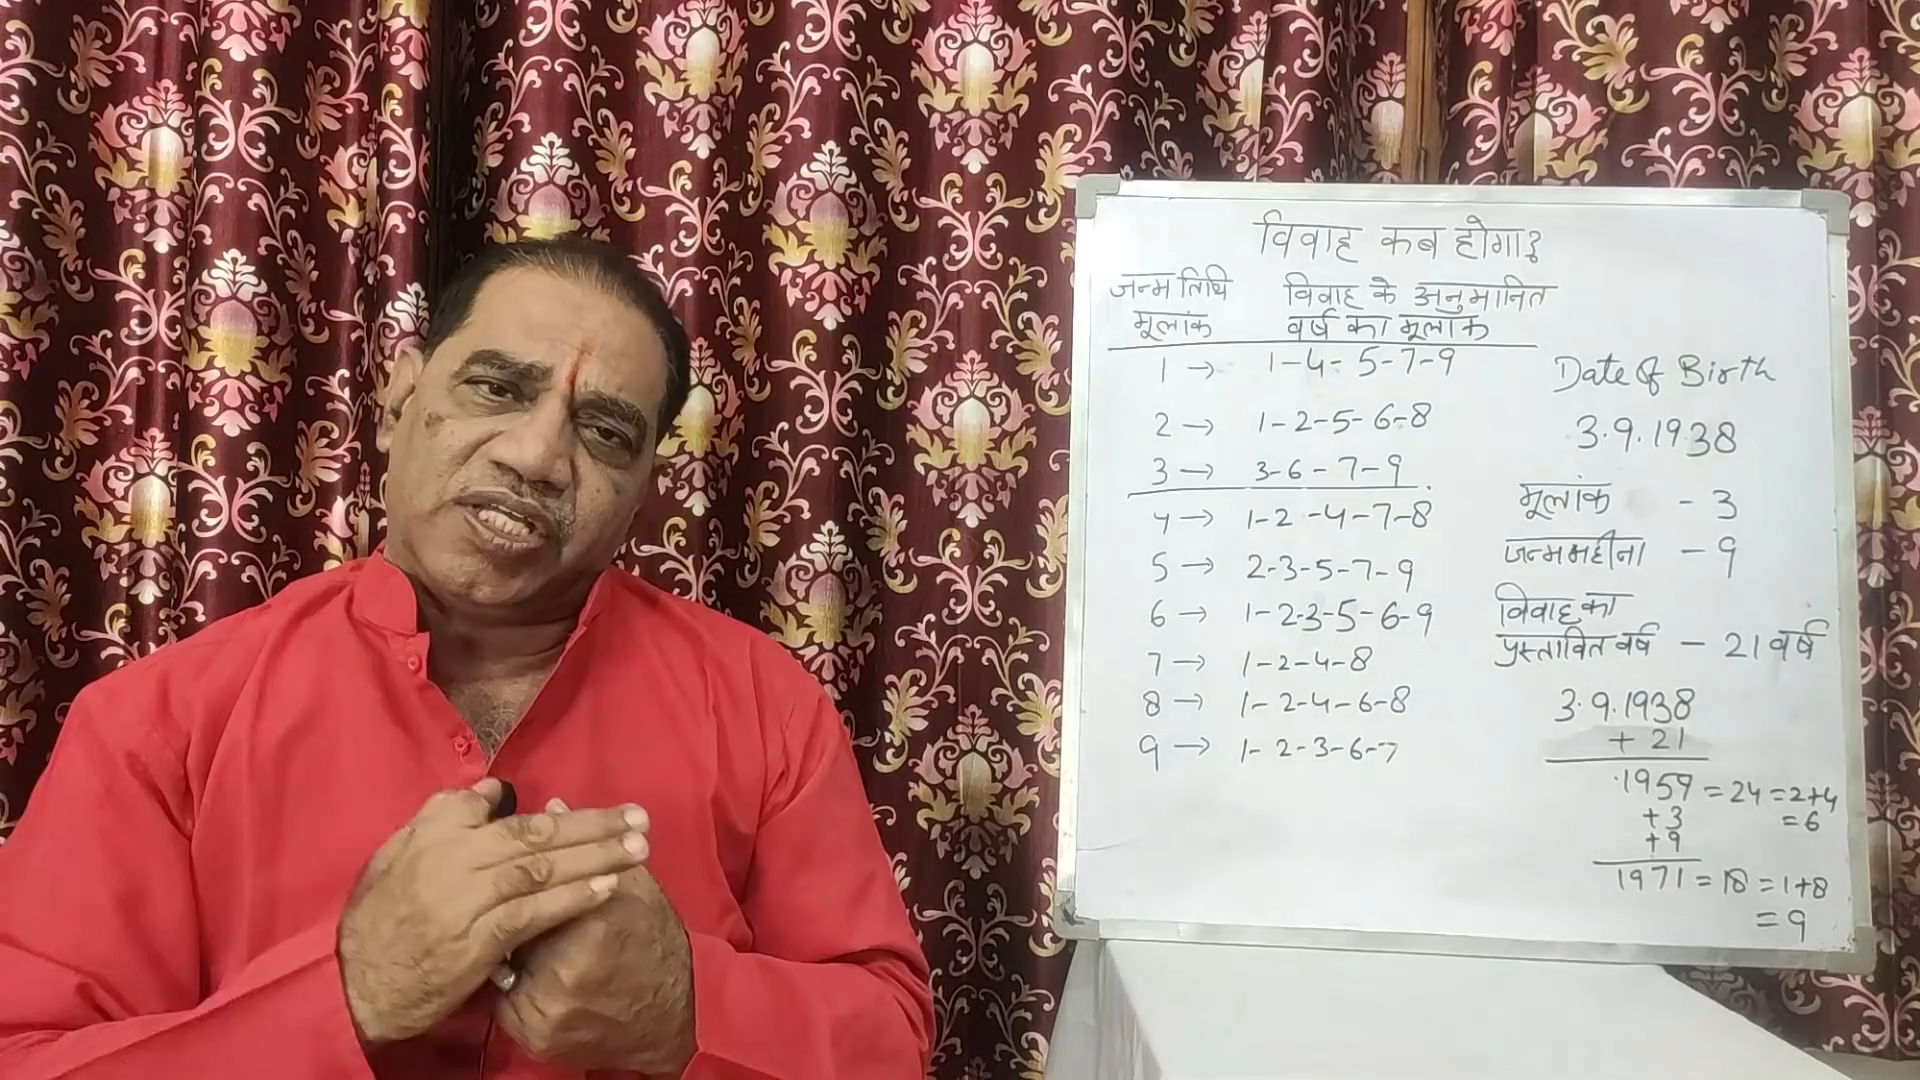 विवाह कब होगा?
जन्म तिथि विवाह के अनुमानित
मूलांक वर्ष का मूलांक
1 → 1-4-5-7-9
2 → 1-2-5-6-8
3 → 3-6-7-9
4 → 1-2-4-7-8
5 → 2-3-5-7-9
6 → 1-2-3-5-6-9
7 → 1-2-4-8
8 → 1-2-4-6-8
9 → 1-2-3-6-7
Date of Birth
3.9.1938
मूलांक - 3
जन्म महीना - 9
विवाह का
प्रस्तावित वर्ष - 21 वर्ष
3.9.1938
+ 21
1959 = 24 = 2+4
+3 = 6
+9
1971 = 18 = 1+8
= 9